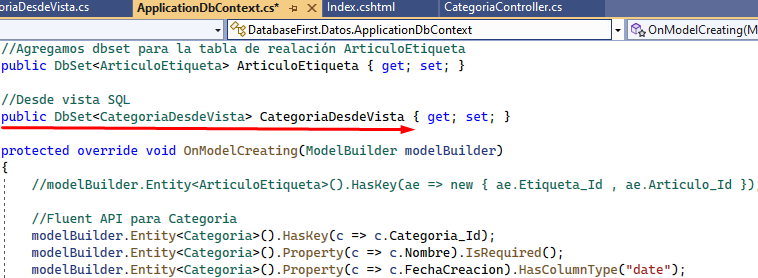 oriaDesdeVista.cs ApplicationDbContext.cs* Index.cshtml CategoriaController.cs
DatabaseFirst.Datos.ApplicationDbContext OnModelCreating(M
//Agregamos dbset para la tabla de realación ArticuloEtiqueta
public DbSet<ArticuloEtiqueta> ArticuloEtiqueta { get; set; }
//Desde vista SQL
public DbSet<CategoriaDesdeVista> CategoriaDesdeVista { get; set; }
protected override void OnModelCreating(ModelBuilder modelBuilder)
{
//modelBuilder.Entity<ArticuloEtiqueta>().HasKey(ae => new { ae.Etiqueta_Id , ae.Articulo_Id });
//Fluent API para Categoria
modelBuilder.Entity<Categoria>().HasKey(c => c.Categoria_Id);
modelBuilder.Entity<Categoria>().Property(c => c.Nombre).IsRequired();
modelBuilder.Entity<Categoria>().Property(c => c.FechaCreacion).HasColumnType("date");